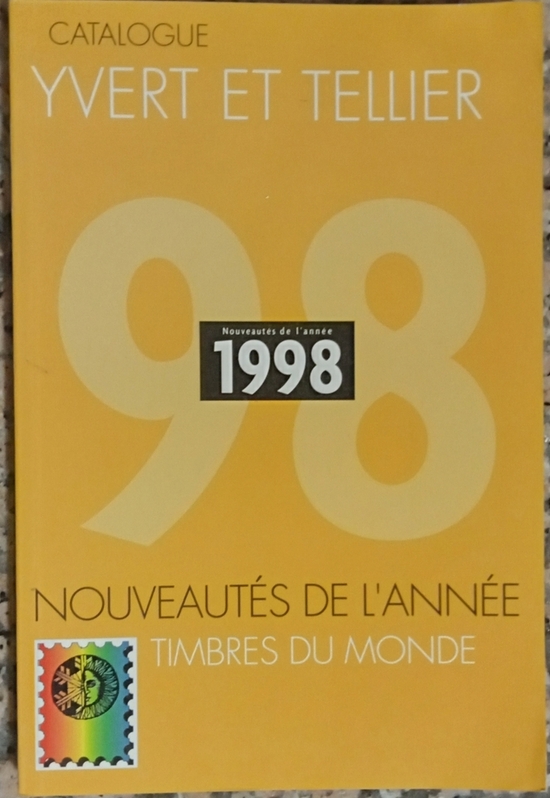 CATALOGUE
YVERT ET TELLIER
98
Nouveautés de l'année
1998
NOUVEAUTÉS DE L'ANNÉE
TIMBRES DU MONDE